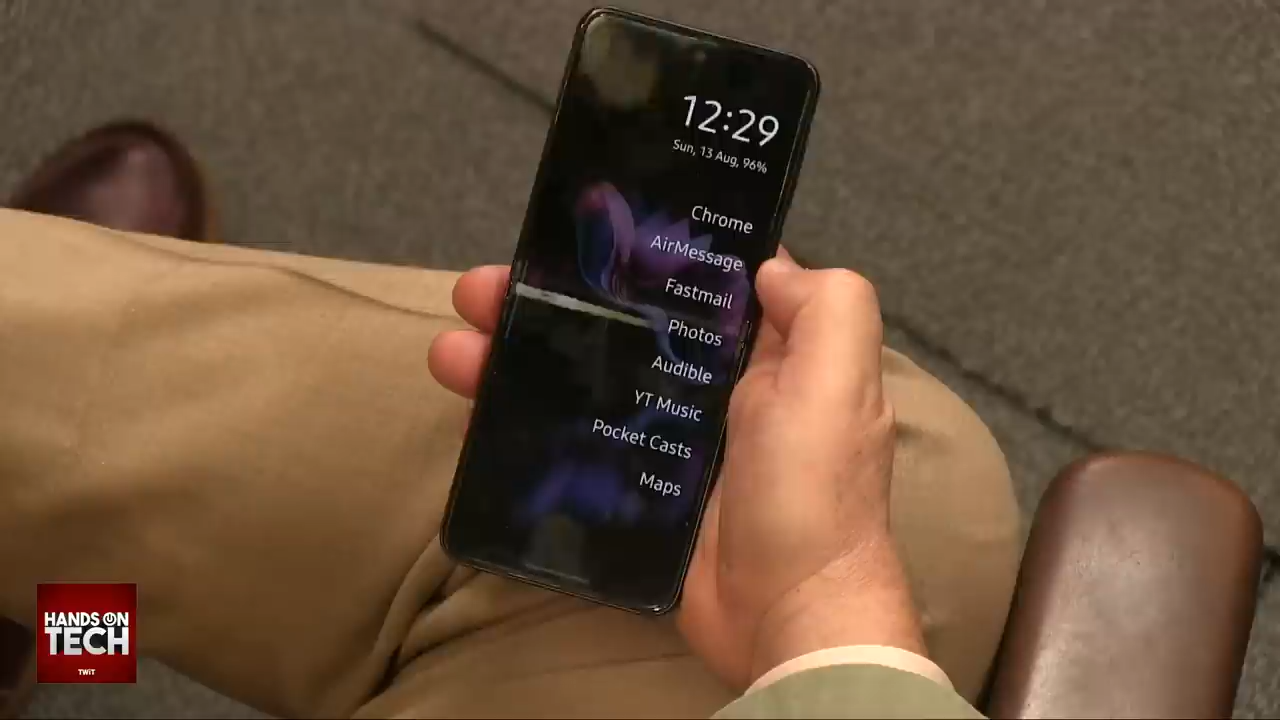 12:29
Sun, 13 Aug, 96%
Chrome
AirMessage
Fastmail
Photos
Audible
YT Music
Pocket Casts
Maps
HANDS ON
TECH
TWiT